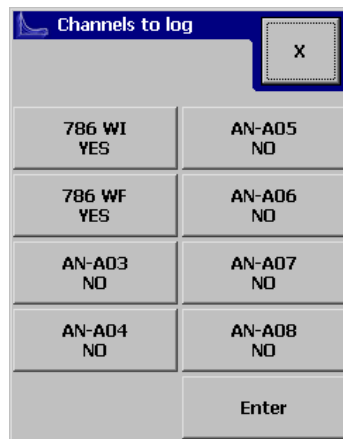 Channels to log
X
786 WI
YES
AN-A05
NO
786 WF
YES
AN-A06
NO
AN-A03
NO
AN-A07
NO
AN-A04
NO
AN-A08
NO
Enter